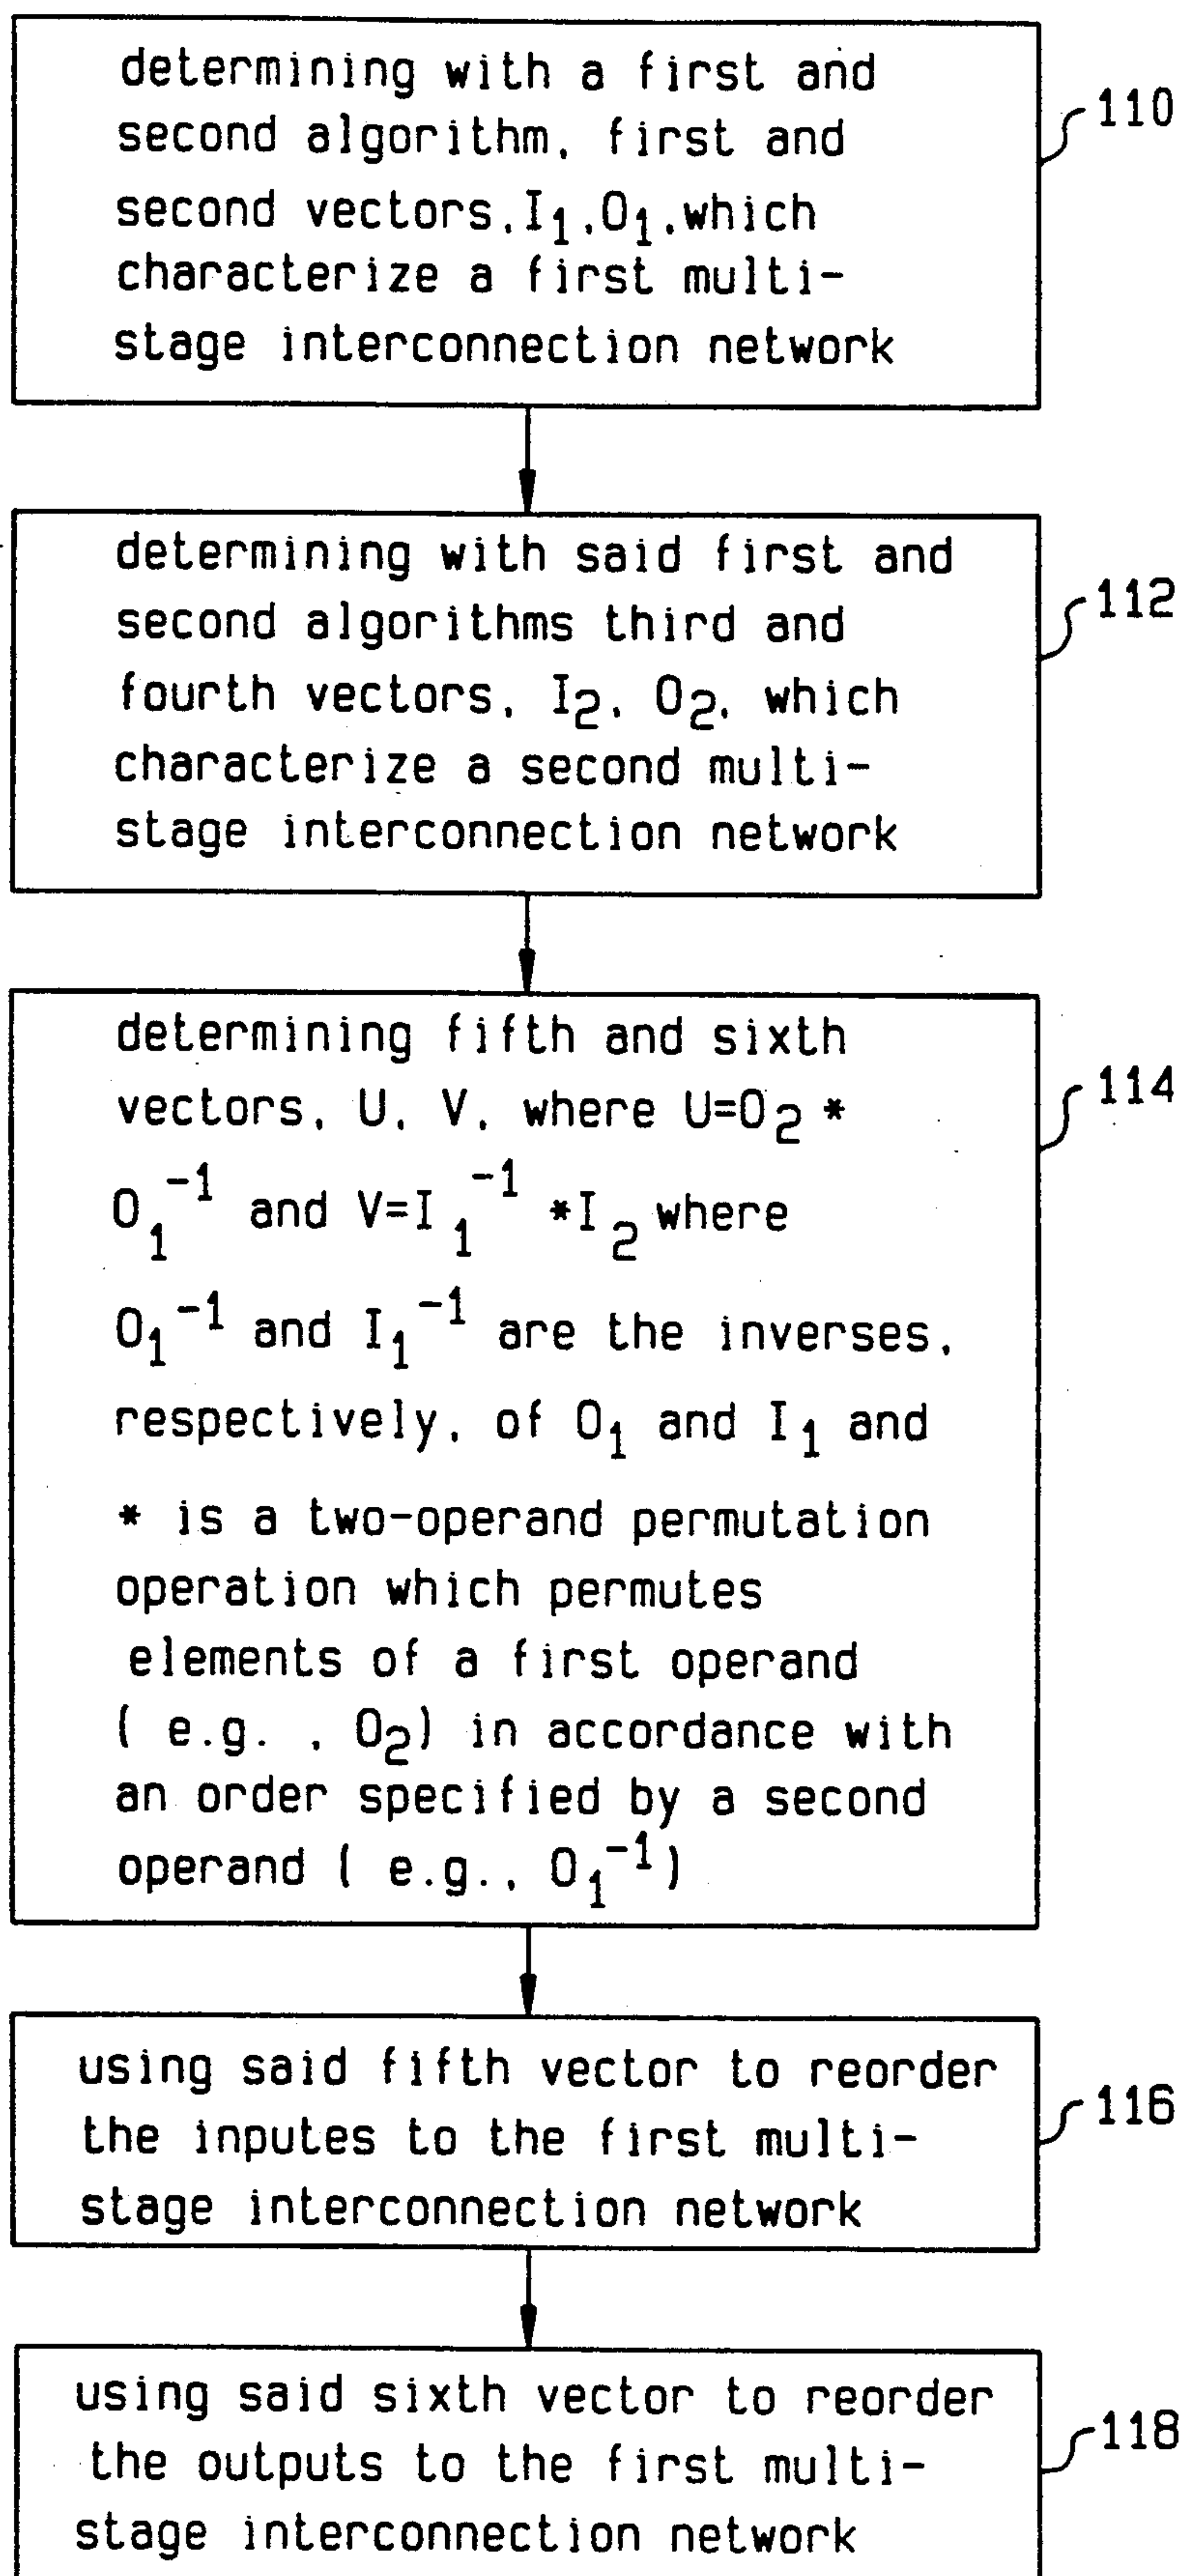 determining with a first and
second algorithm, first and
second vectors, I₁, O₁, which
characterize a first multi-
stage interconnection network
110
determining with said first and
second algorithms third and
fourth vectors, I₂, O₂, which
characterize a second multi-
stage interconnection network
112
determining fifth and sixth
vectors, U, V, where U=O₂ *
O₁⁻¹ and V=I₁⁻¹ *I₂ where
O₁⁻¹ and I₁⁻¹ are the inverses,
respectively, of O₁ and I₁ and
* is a two-operand permutation
operation which permutes
elements of a first operand
( e.g. , O₂) in accordance with
an order specified by a second
operand ( e.g., O₁⁻¹)
114
using said fifth vector to reorder
the inputes to the first multi-
stage interconnection network
116
using said sixth vector to reorder
the outputs to the first multi-
stage interconnection network
118